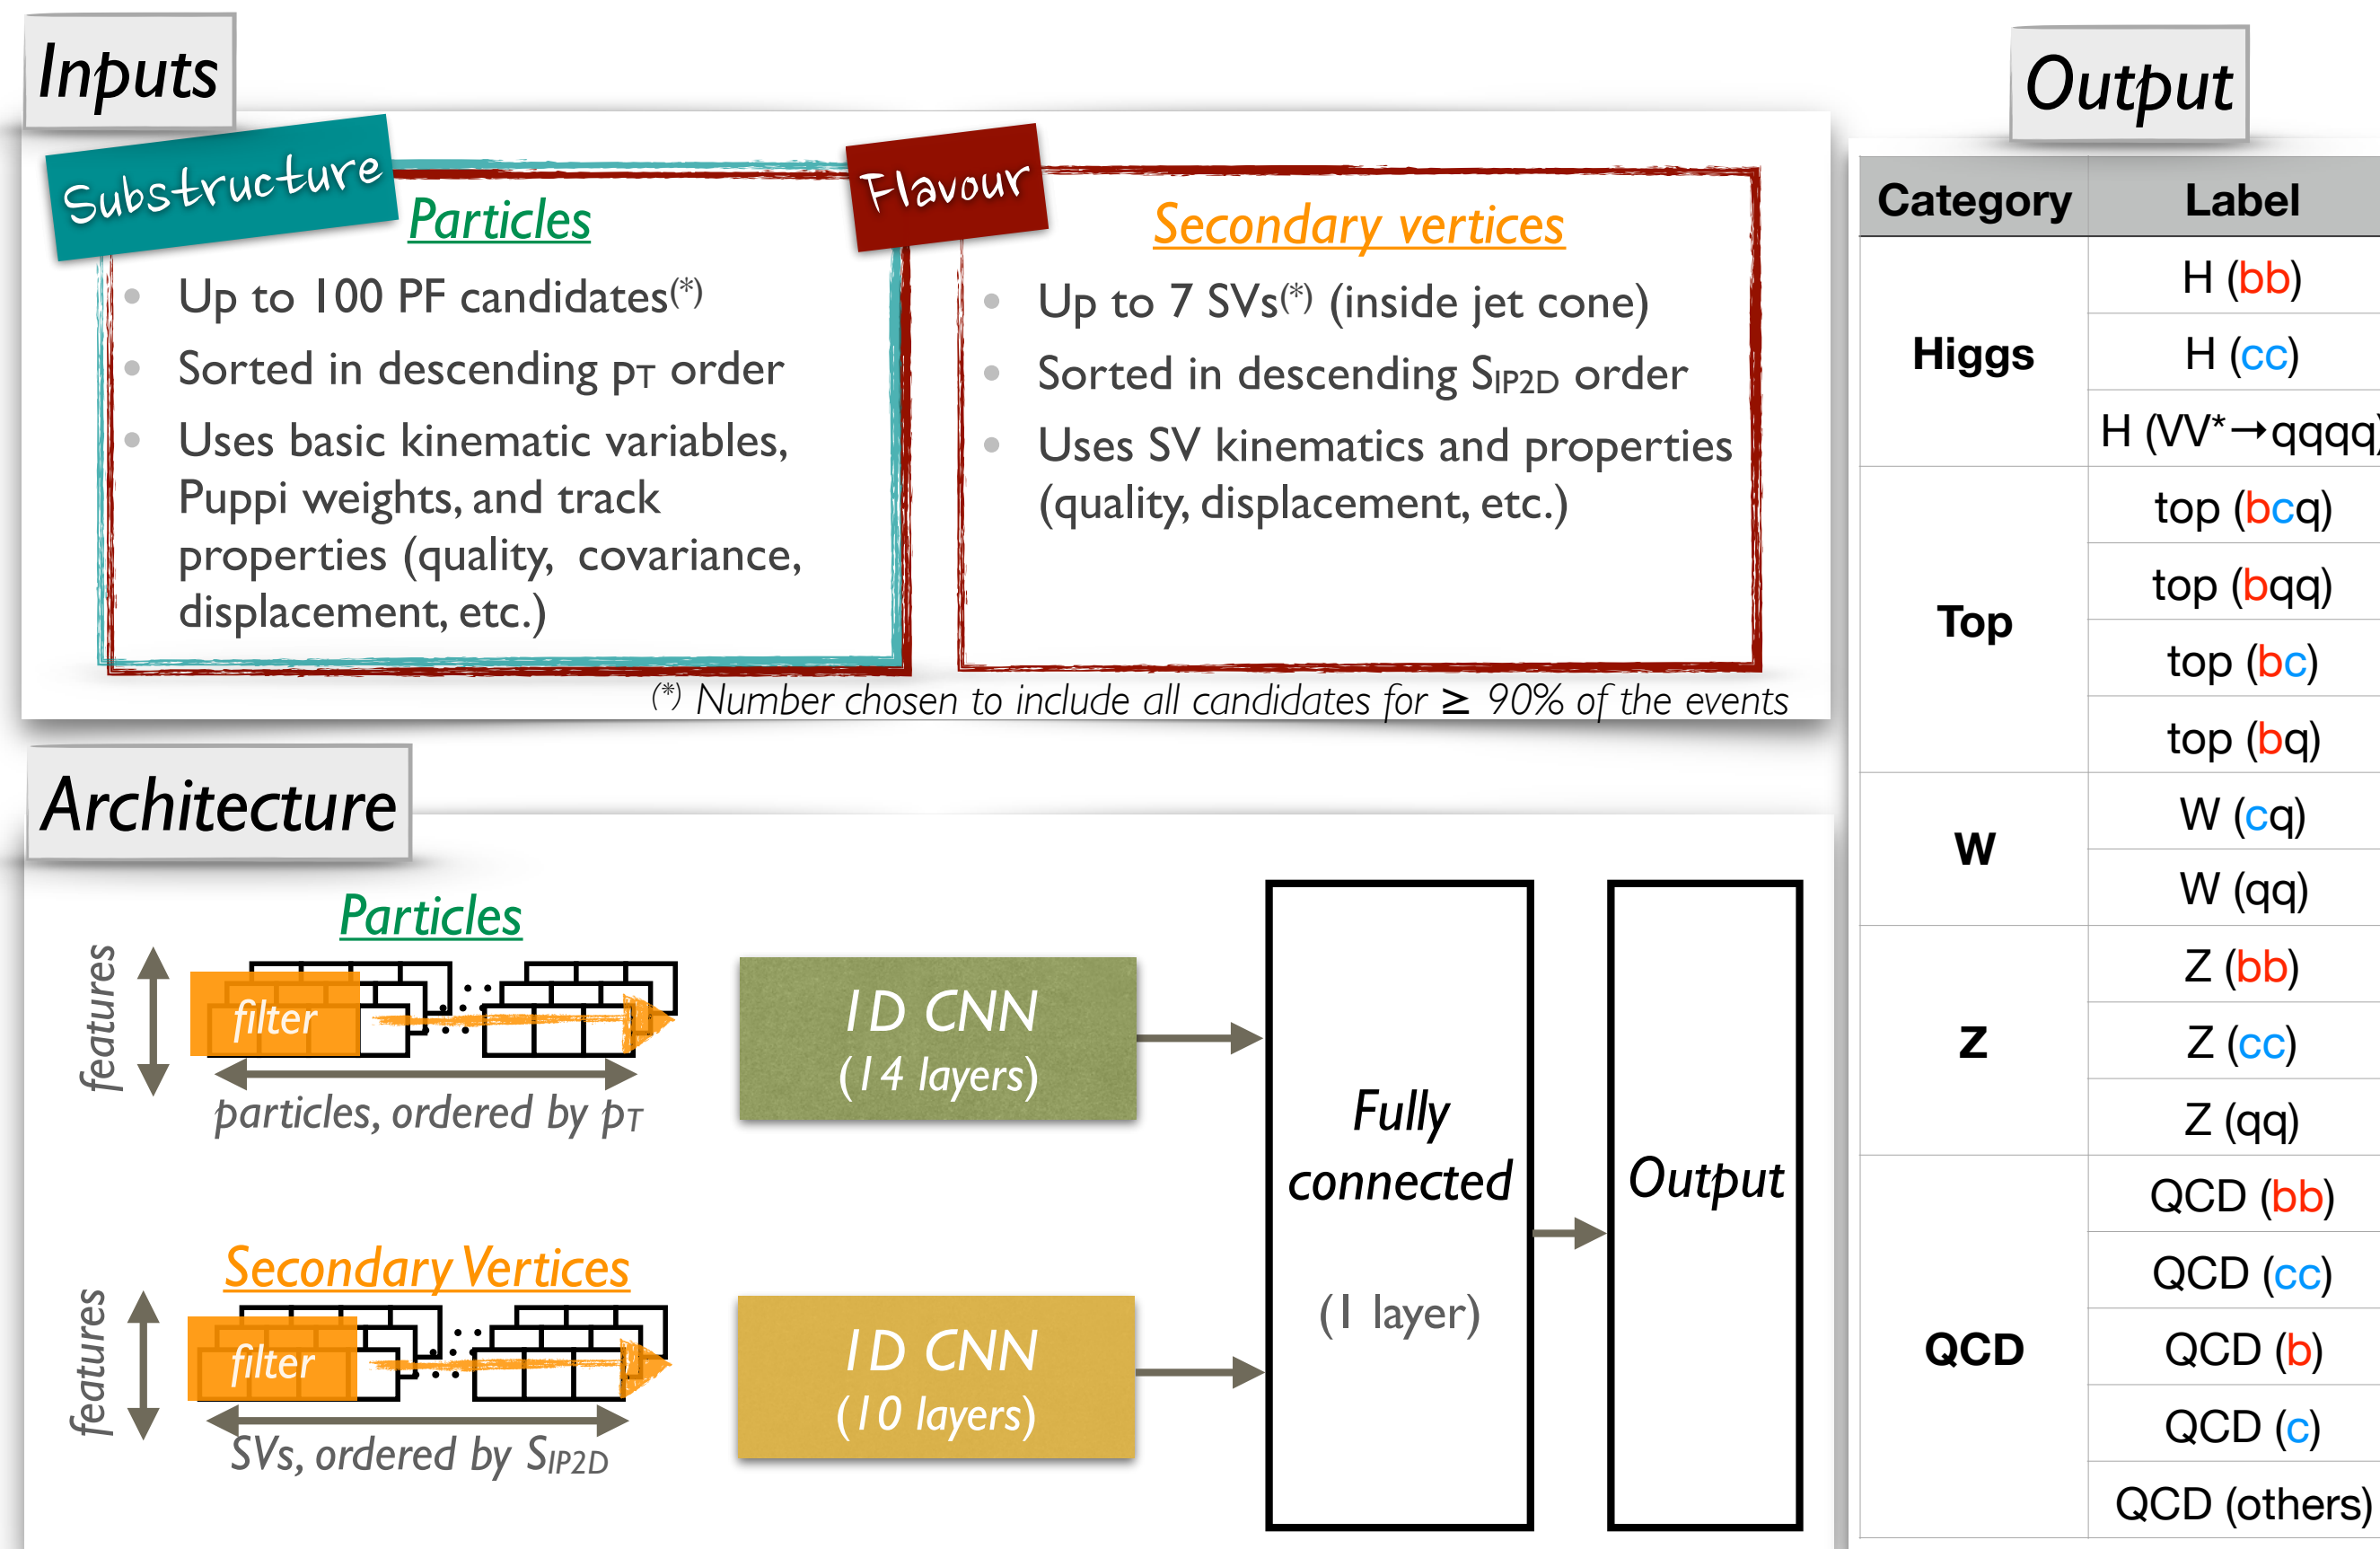 Inputs
Substructure
Particles
• Up to 100 PF candidates(*)
• Sorted in descending pT order
• Uses basic kinematic variables,
Puppi weights, and track
properties (quality, covariance,
displacement, etc.)
Flavour
Secondary vertices
• Up to 7 SVs(*) (inside jet cone)
• Sorted in descending SIP2D order
• Uses SV kinematics and properties
(quality, displacement, etc.)
(*) Number chosen to include all candidates for ≥ 90% of the events
Architecture
Particles
features
filter
particles, ordered by pT
1D CNN
(14 layers)
Secondary Vertices
features
filter
SVs, ordered by SIP2D
1D CNN
(10 layers)
Fully
connected
(1 layer)
Output
Output
Category Label
Higgs
H (bb)
H (cc)
H (VV*→qqqq)
Top
top (bcq)
top (bqq)
top (bc)
top (bq)
W
W (cq)
W (qq)
Z
Z (bb)
Z (cc)
Z (qq)
QCD
QCD (bb)
QCD (cc)
QCD (b)
QCD (c)
QCD (others)